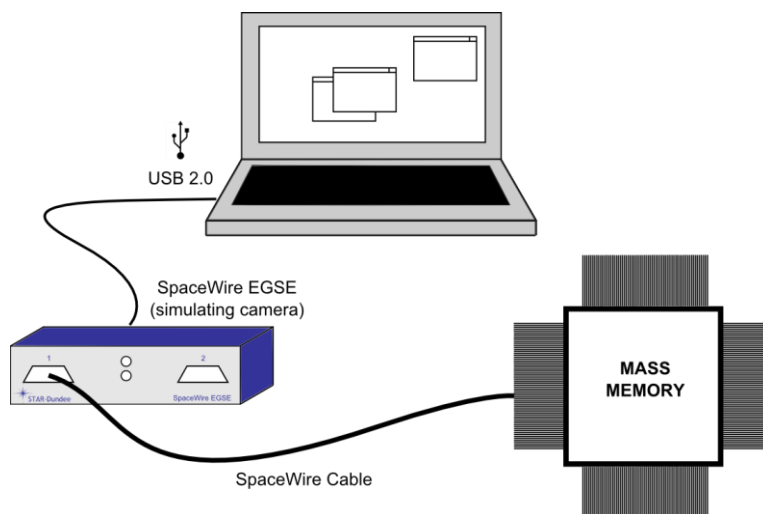 USB 2.0
SpaceWire EGSE
(simulating camera)
1
2
STAR-Dundee
SpaceWire EGSE
MASS
MEMORY
SpaceWire Cable